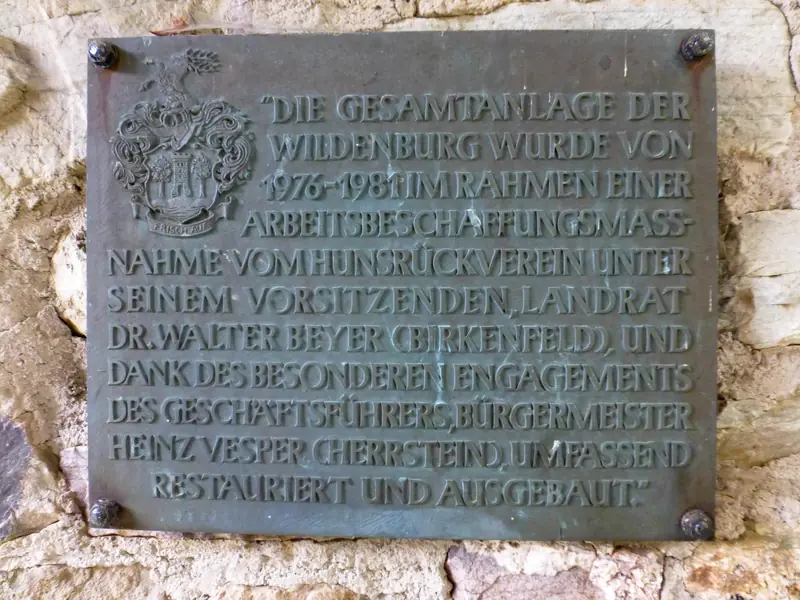 FRISCH AUF
"DIE GESAMTANLAGE DER
WILDENBURG WURDE VON
1976-1981 IM RAHMEN EINER
ARBEITSBESCHAFFUNGSMASS-
NAHME VOM HUNSRÜCKVEREIN UNTER
SEINEM VORSITZENDEN, LANDRAT
DR. WALTER BEYER (BIRKENFELD), UND
DANK DES BESONDEREN ENGAGEMENTS
DES GESCHÄFTSFÜHRERS, BÜRGERMEISTER
HEINZ VESPER (HERRSTEIN), UMFASSEND
RESTAURIERT UND AUSGEBAUT."